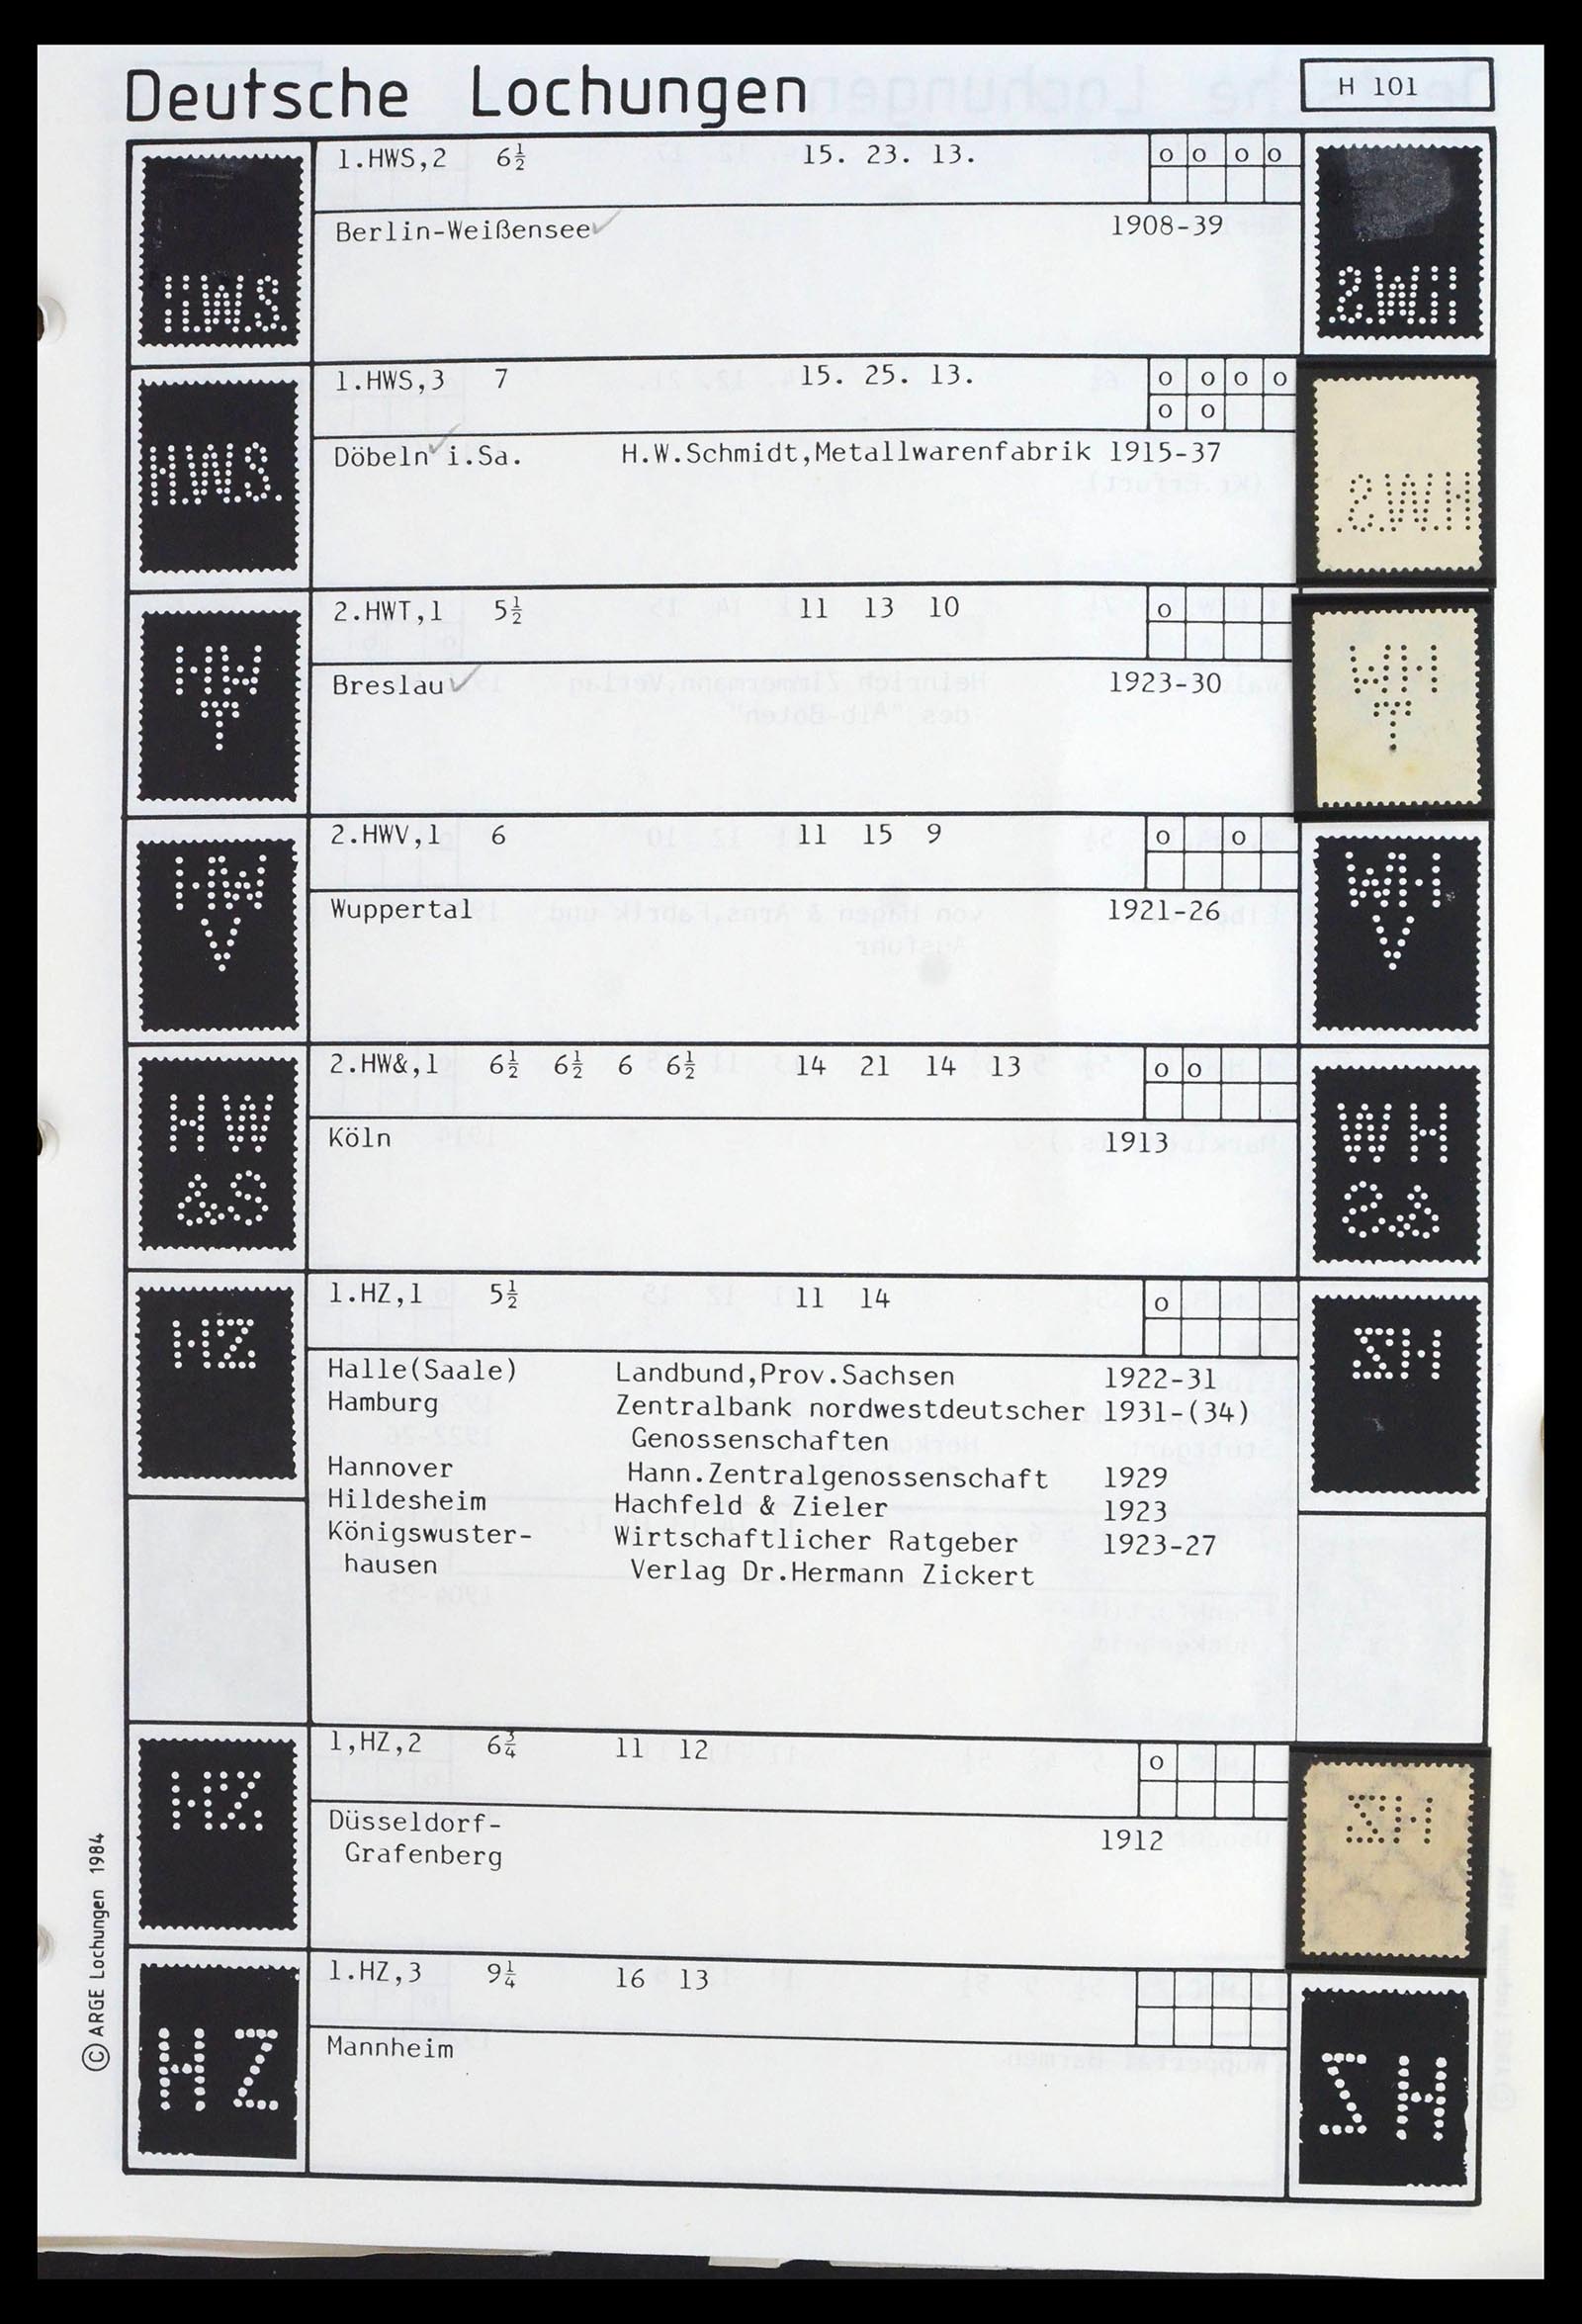 Deutsche Lochungen
H 101
1.HWS,2 6½ 15. 23. 13. o o o o
Berlin-Weißensee 1908-39
H.W.S.
1.HWS,3 7 15. 25. 13. o o o o
o o
Döbeln i.Sa. H.W.Schmidt,Metallwarenfabrik 1915-37
H.W.S.
2.HWT,1 5½ 11 13 10 o
Breslau 1923-30
HW
T
2.HWV,1 6 11 15 9 o o
Wuppertal 1921-26
HW
V
2.HW&,1 6½ 6½ 6 6½ 14 21 14 13 o o
Köln 1913
HW
&S
1.HZ,1 5½ 11 14 o
HZ
Halle(Saale) Landbund,Prov.Sachsen 1922-31
Hamburg Zentralbank nordwestdeutscher 1931-(34)
Genossenschaften
Hannover Hann.Zentralgenossenschaft 1929
Hildesheim Hachfeld & Zieler 1923
Königswuster- Wirtschaftlicher Ratgeber 1923-27
hausen Verlag Dr.Hermann Zickert
1,HZ,2 6¾ 11 12 o
HZ
Düsseldorf- 1912
Grafenberg
1.HZ,3 9¼ 16 13
Mannheim
HZ
© ARGE Lochungen 1984